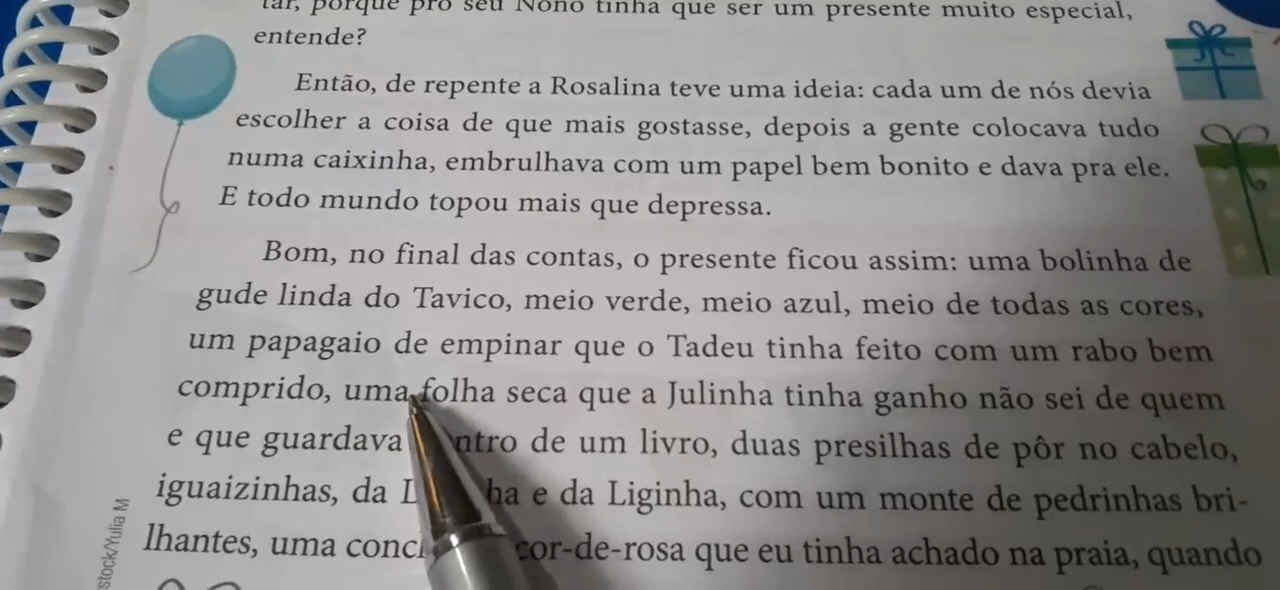 tar, porque pro seu Nonô tinha que ser um presente muito especial,
entende?
Então, de repente a Rosalina teve uma ideia: cada um de nós devia
escolher a coisa de que mais gostasse, depois a gente colocava tudo
numa caixinha, embrulhava com um papel bem bonito e dava pra ele.
E todo mundo topou mais que depressa.
Bom, no final das contas, o presente ficou assim: uma bolinha de
gude linda do Tavico, meio verde, meio azul, meio de todas as cores,
um papagaio de empinar que o Tadeu tinha feito com um rabo bem
comprido, uma folha seca que a Julinha tinha ganho não sei de quem
e que guardava de um livro, duas presilhas de pôr no cabelo,
iguaizinhas, da e da Liginha, com um monte de pedrinhas bri-
lhantes, uma cor-de-rosa que eu tinha achado na praia, quando
stock/Yulia M